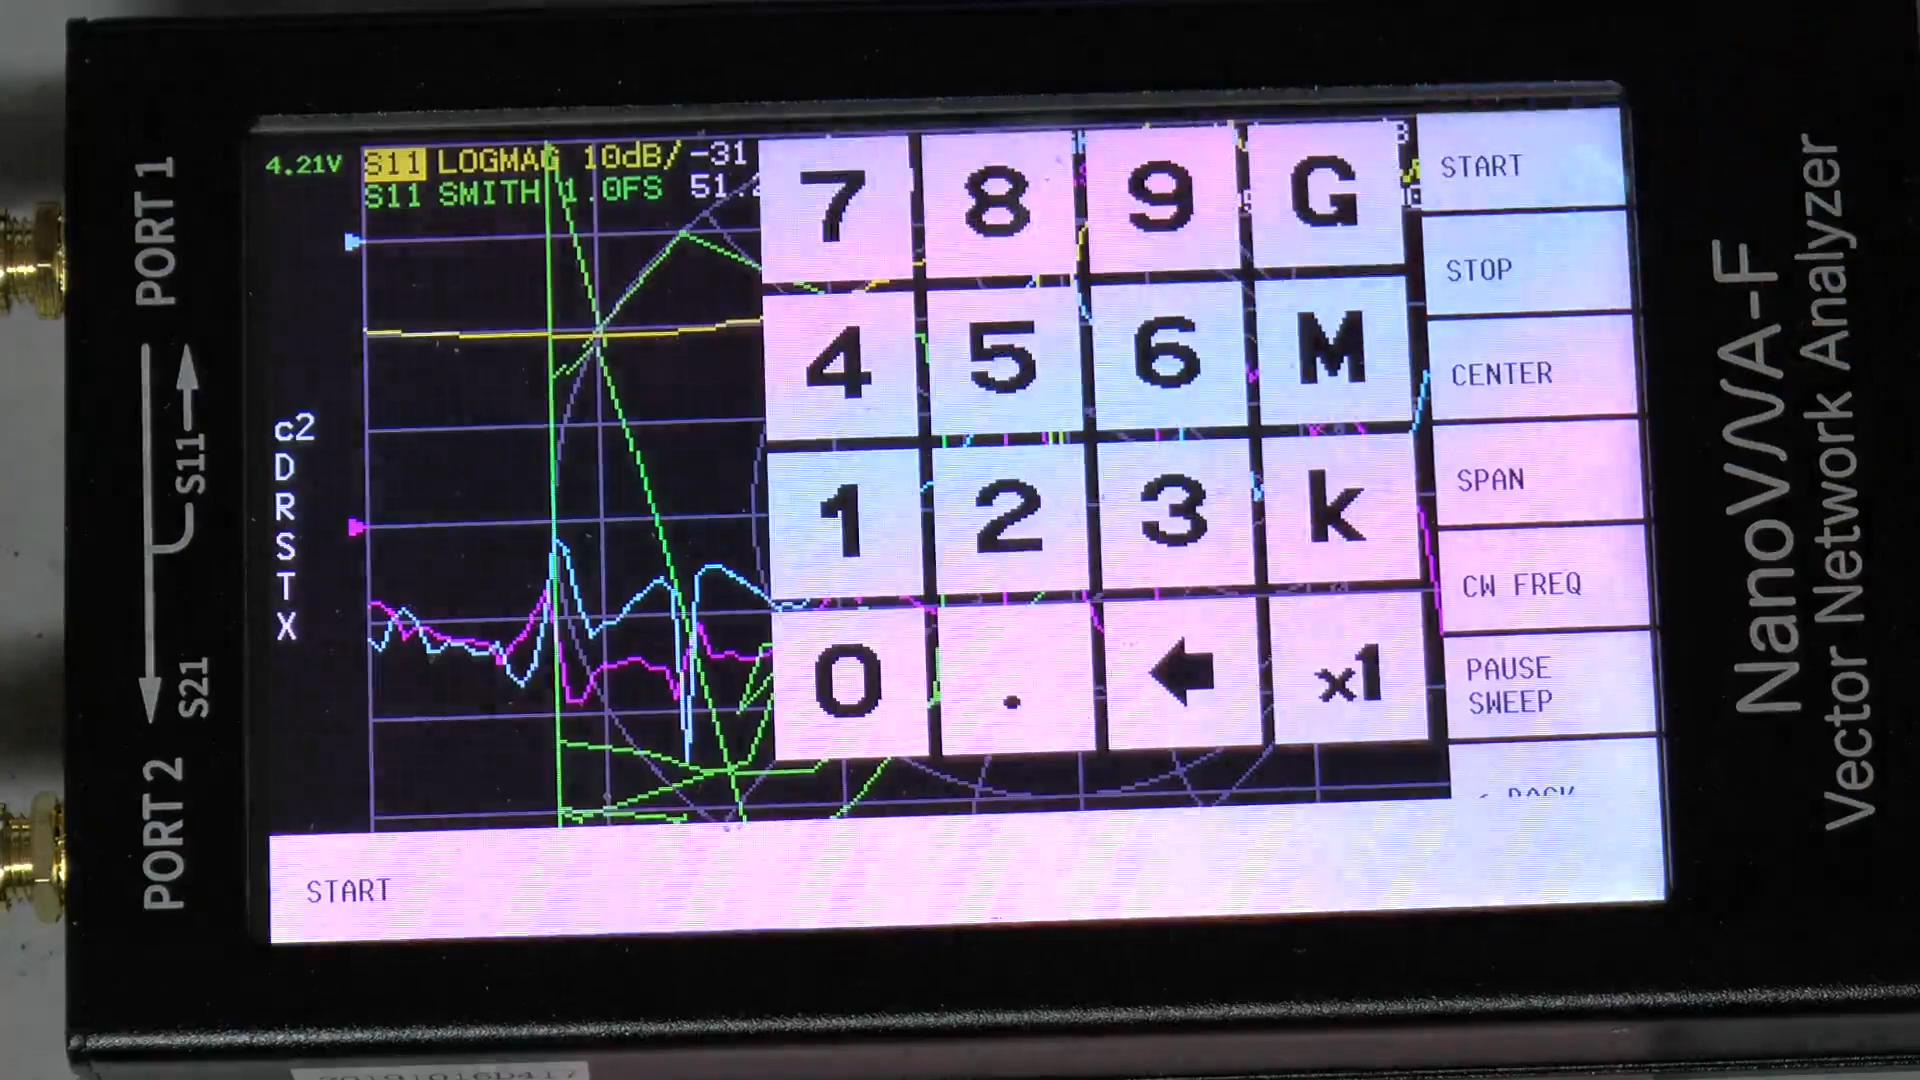 PORT 1
S11
S21
PORT 2
4.21V
S11 LOGMAG 10dB/ -31
S11 SMITH 1.0FS 51.
c2
D
R
S
T
X
7 8 9 G
4 5 6 M
1 2 3 k
0 . ← x1
START
STOP
CENTER
SPAN
CW FREQ
PAUSE
SWEEP
START
NanoVNA-F
Vector Network Analyzer